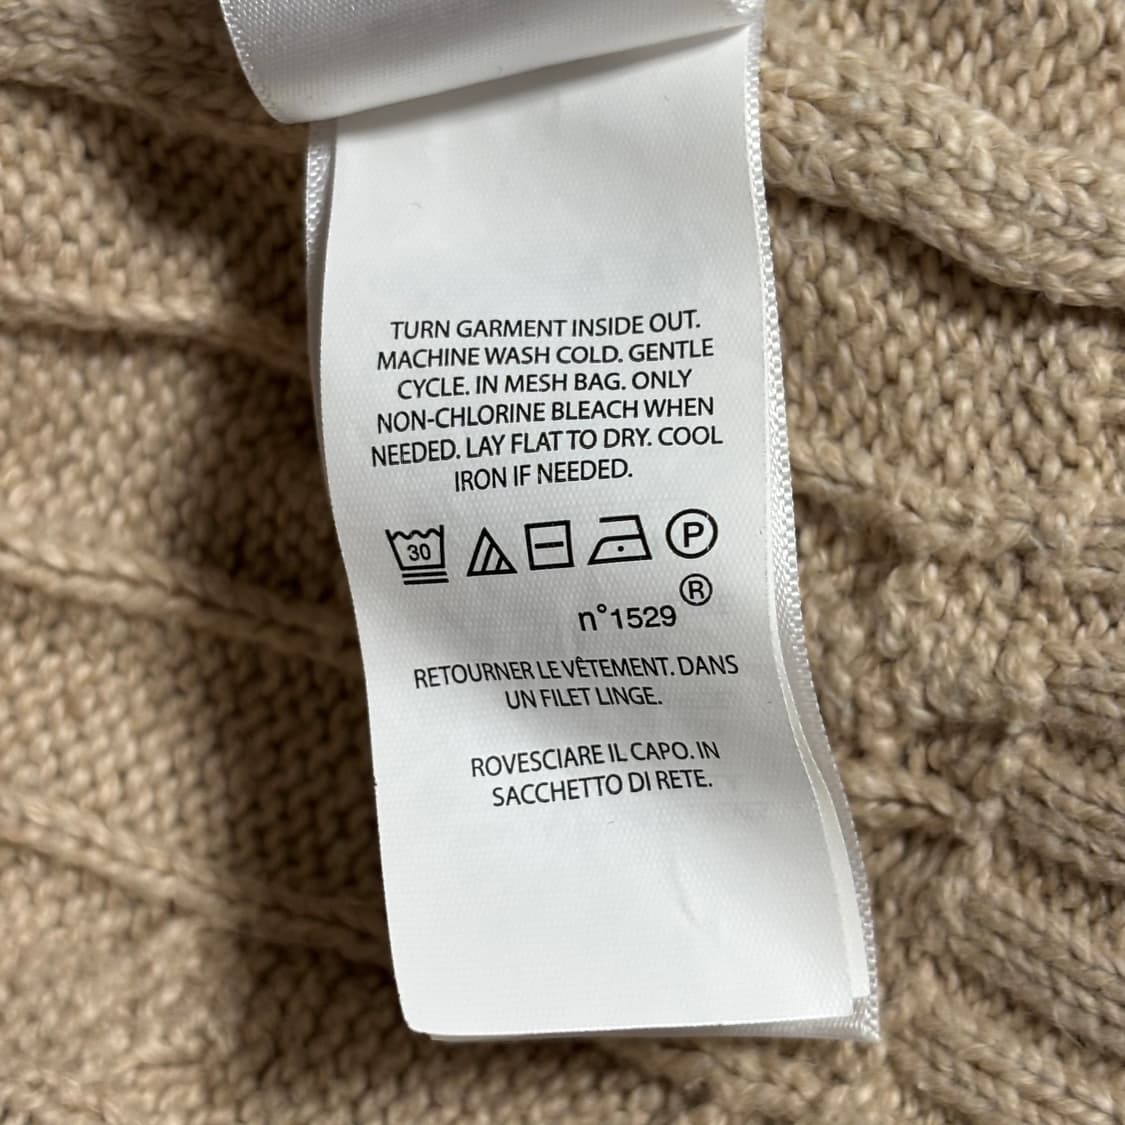 TURN GARMENT INSIDE OUT.
MACHINE WASH COLD. GENTLE
CYCLE. IN MESH BAG. ONLY
NON-CHLORINE BLEACH WHEN
NEEDED. LAY FLAT TO DRY. COOL
IRON IF NEEDED.
30 P
n°1529 ®
RETOURNER LE VÊTEMENT. DANS
UN FILET LINGE.
ROVESCIARE IL CAPO. IN
SACCHETTO DI RETE.